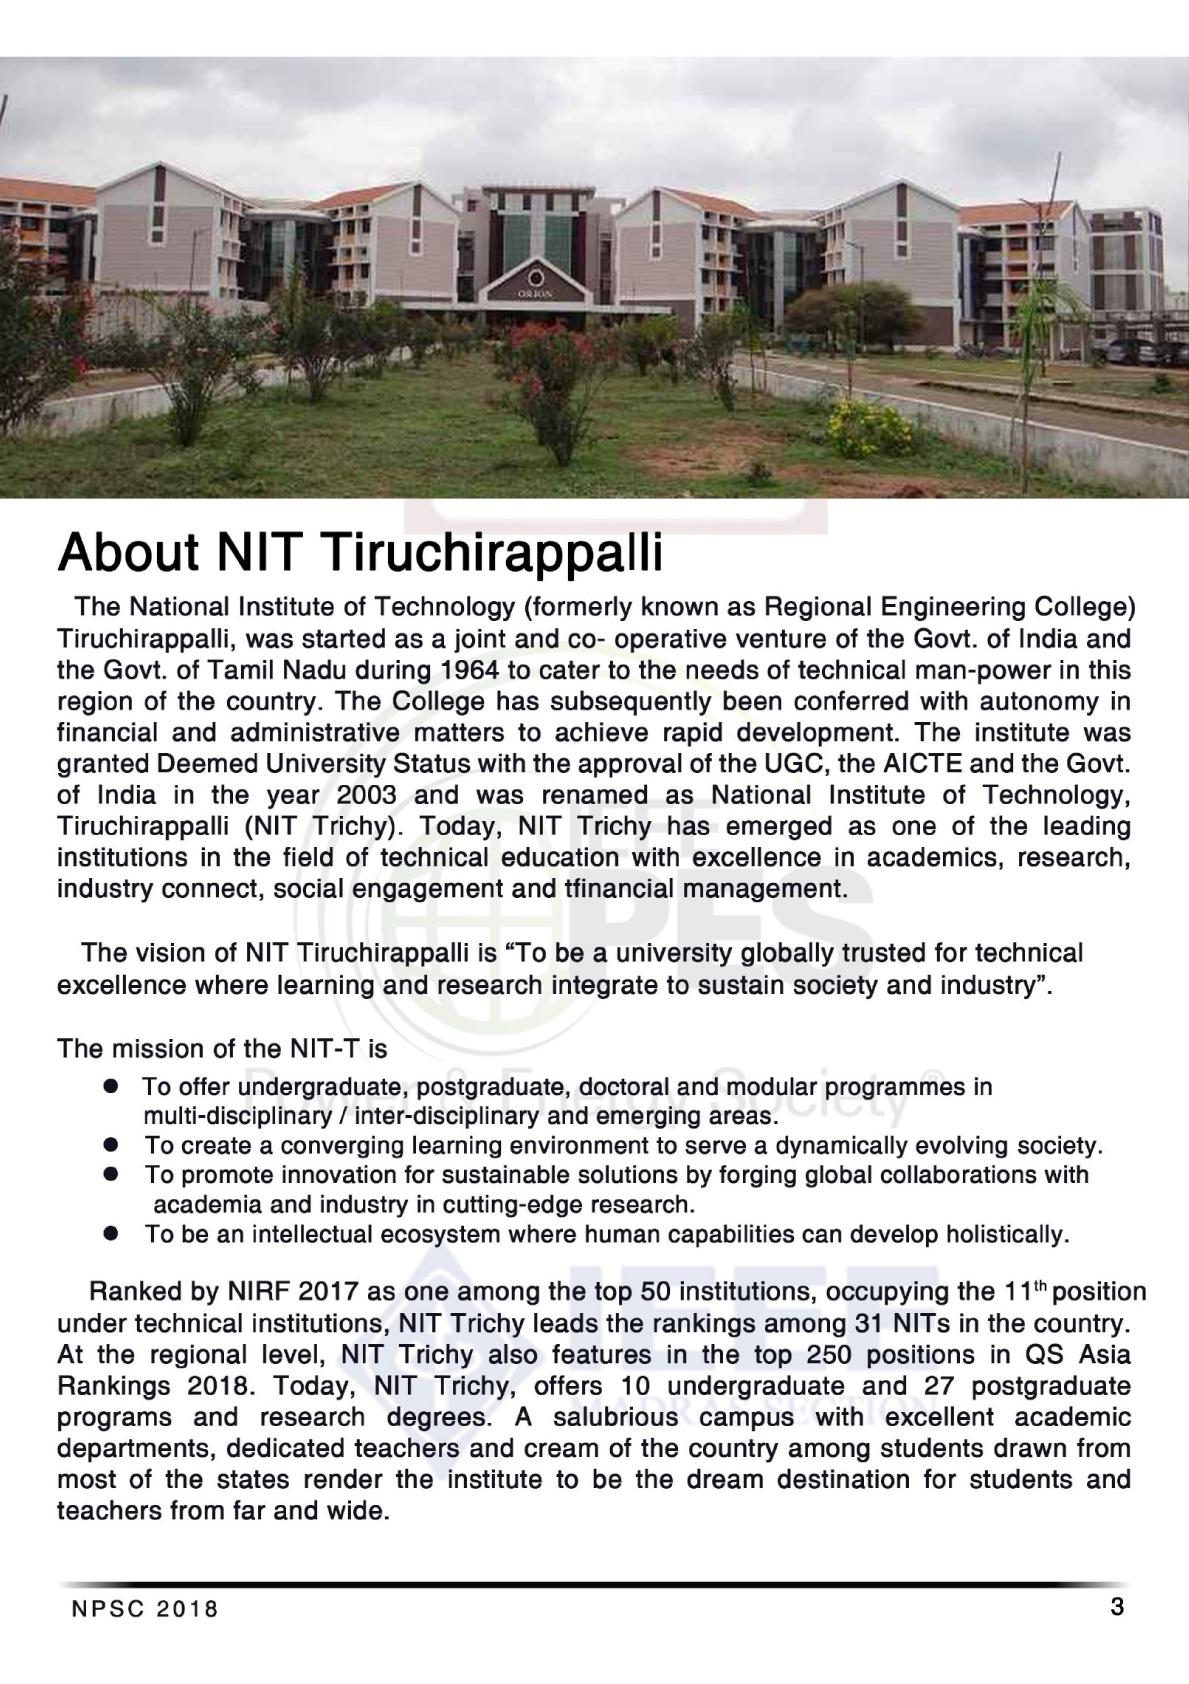 ORION
About NIT Tiruchirappalli
The National Institute of Technology (formerly known as Regional Engineering College)
Tiruchirappalli, was started as a joint and co- operative venture of the Govt. of India and
the Govt. of Tamil Nadu during 1964 to cater to the needs of technical man-power in this
region of the country. The College has subsequently been conferred with autonomy in
financial and administrative matters to achieve rapid development. The institute was
granted Deemed University Status with the approval of the UGC, the AICTE and the Govt.
of India in the year 2003 and was renamed as National Institute of Technology,
Tiruchirappalli (NIT Trichy). Today, NIT Trichy has emerged as one of the leading
institutions in the field of technical education with excellence in academics, research,
industry connect, social engagement and tfinancial management.
The vision of NIT Tiruchirappalli is “To be a university globally trusted for technical
excellence where learning and research integrate to sustain society and industry”.
The mission of the NIT-T is
● To offer undergraduate, postgraduate, doctoral and modular programmes in
multi-disciplinary / inter-disciplinary and emerging areas.
● To create a converging learning environment to serve a dynamically evolving society.
● To promote innovation for sustainable solutions by forging global collaborations with
academia and industry in cutting-edge research.
● To be an intellectual ecosystem where human capabilities can develop holistically.
Ranked by NIRF 2017 as one among the top 50 institutions, occupying the 11th position
under technical institutions, NIT Trichy leads the rankings among 31 NITs in the country.
At the regional level, NIT Trichy also features in the top 250 positions in QS Asia
Rankings 2018. Today, NIT Trichy, offers 10 undergraduate and 27 postgraduate
programs and research degrees. A salubrious campus with excellent academic
departments, dedicated teachers and cream of the country among students drawn from
most of the states render the institute to be the dream destination for students and
teachers from far and wide.
IEEE
PES
Power & Energy Society®
IEEE
MADRAS SECTION
NPSC 2018
3